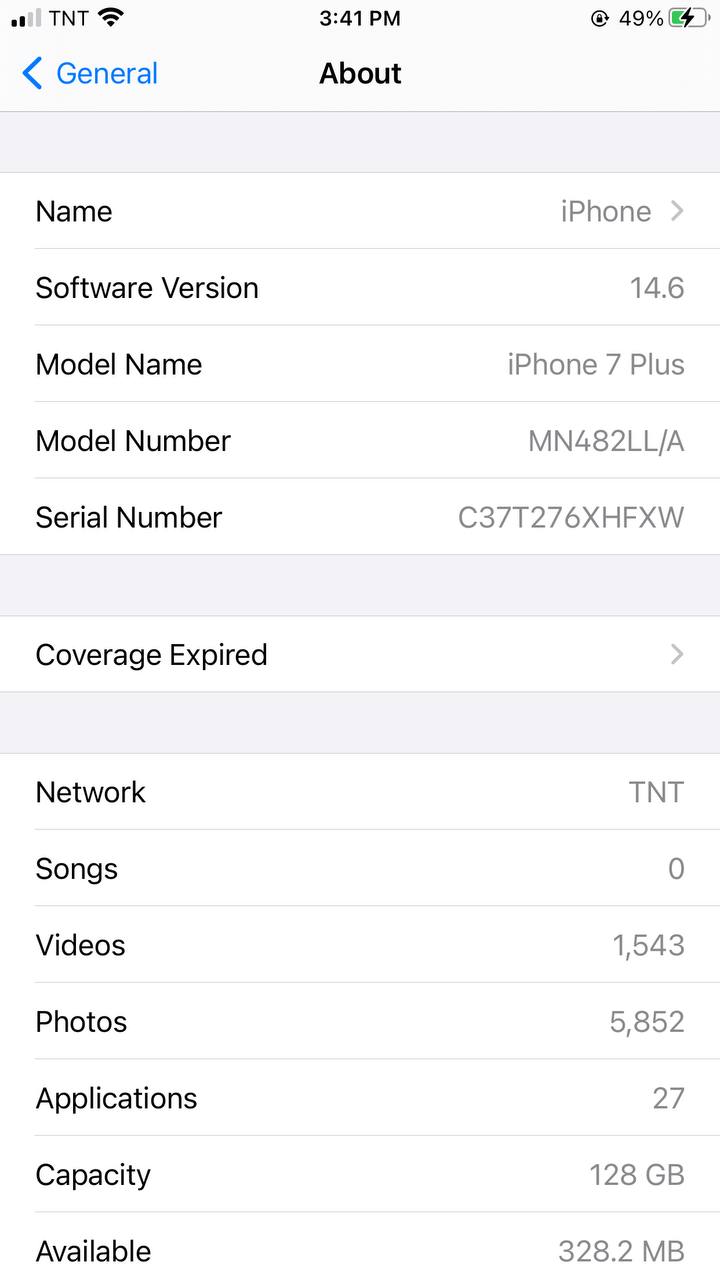 TNT 3:41 PM 49%
General About
Name iPhone
Software Version 14.6
Model Name iPhone 7 Plus
Model Number MN482LL/A
Serial Number C37T276XHFXW
Coverage Expired
Network TNT
Songs 0
Videos 1,543
Photos 5,852
Applications 27
Capacity 128 GB
Available 328.2 MB